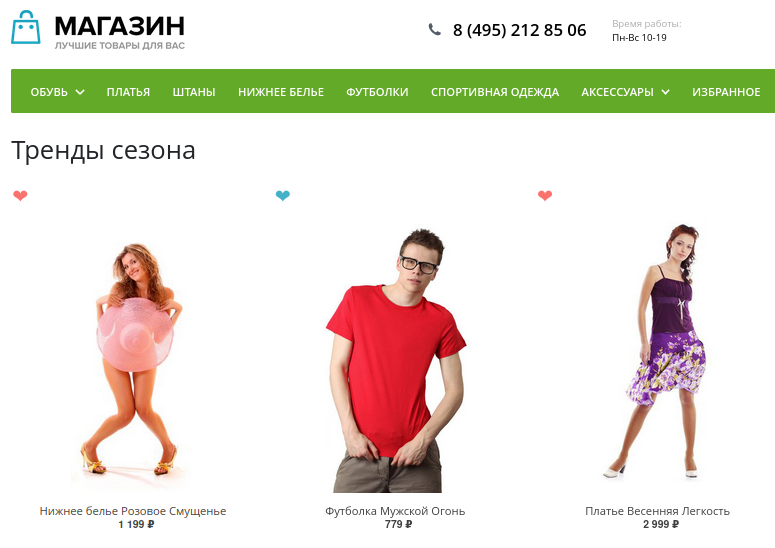 МАГАЗИН
ЛУЧШИЕ ТОВАРЫ ДЛЯ ВАС
8 (495) 212 85 06
Время работы:
Пн-Вс 10-19
ОБУВЬ ПЛАТЬЯ ШТАНЫ НИЖНЕЕ БЕЛЬЕ ФУТБОЛКИ СПОРТИВНАЯ ОДЕЖДА АКСЕССУАРЫ ИЗБРАННОЕ
Тренды сезона
Нижнее белье Розовое Смущенье
1 199 ₽
Футболка Мужской Огонь
779 ₽
Платье Весенняя Легкость
2 999 ₽